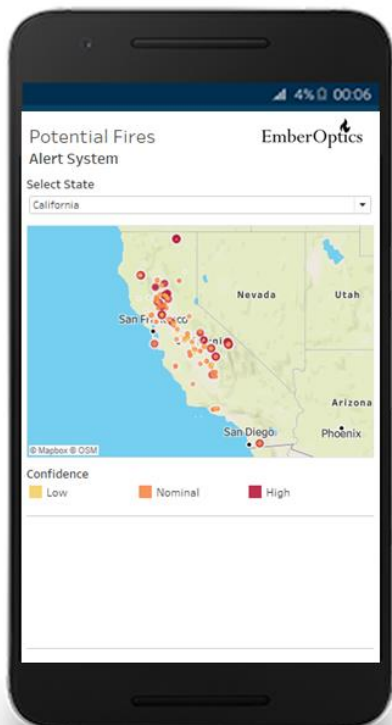 4% 00:06
Potential Fires
EmberOptics
Alert System
Select State
California
Nevada
Utah
San Francisco
Arizona
San Diego
Phoenix
© Mapbox © OSM
Confidence
Low
Nominal
High